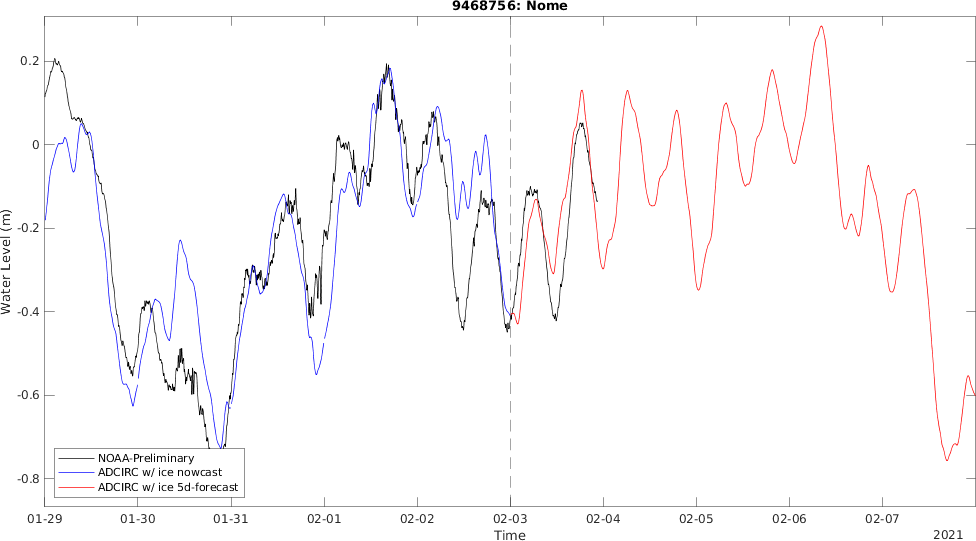 9468756: Nome
Water Level (m)
0.2
0
-0.2
-0.4
-0.6
-0.8
NOAA-Preliminary
ADCIRC w/ ice nowcast
ADCIRC w/ ice 5d-forecast
01-29 01-30 01-31 02-01 02-02 02-03 02-04 02-05 02-06 02-07
Time
2021